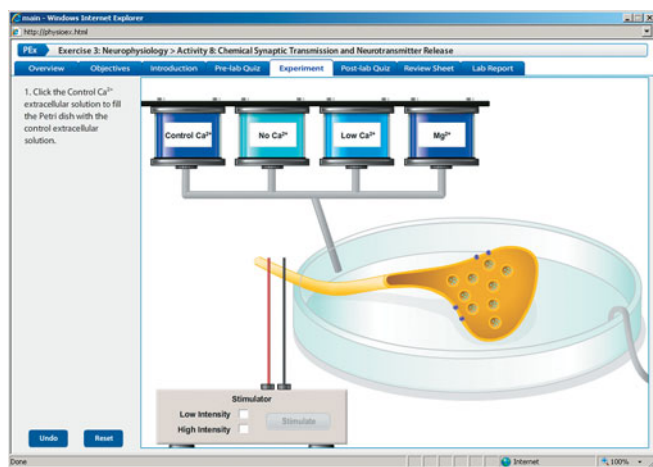 main - Windows Internet Explorer
http://physioex.html
PEx Exercise 3: Neurophysiology > Activity 8: Chemical Synaptic Transmission and Neurotransmitter Release
Overview Objectives Introduction Pre-lab Quiz Experiment Post-lab Quiz Review Sheet Lab Report
1. Click the Control Ca²⁺
extracellular solution to fill
the Petri dish with the
control extracellular
solution.
Control Ca²⁺ No Ca²⁺ Low Ca²⁺ Mg²⁺
Stimulator
Low Intensity
High Intensity
Stimulate
Undo Reset
Done Internet 100%